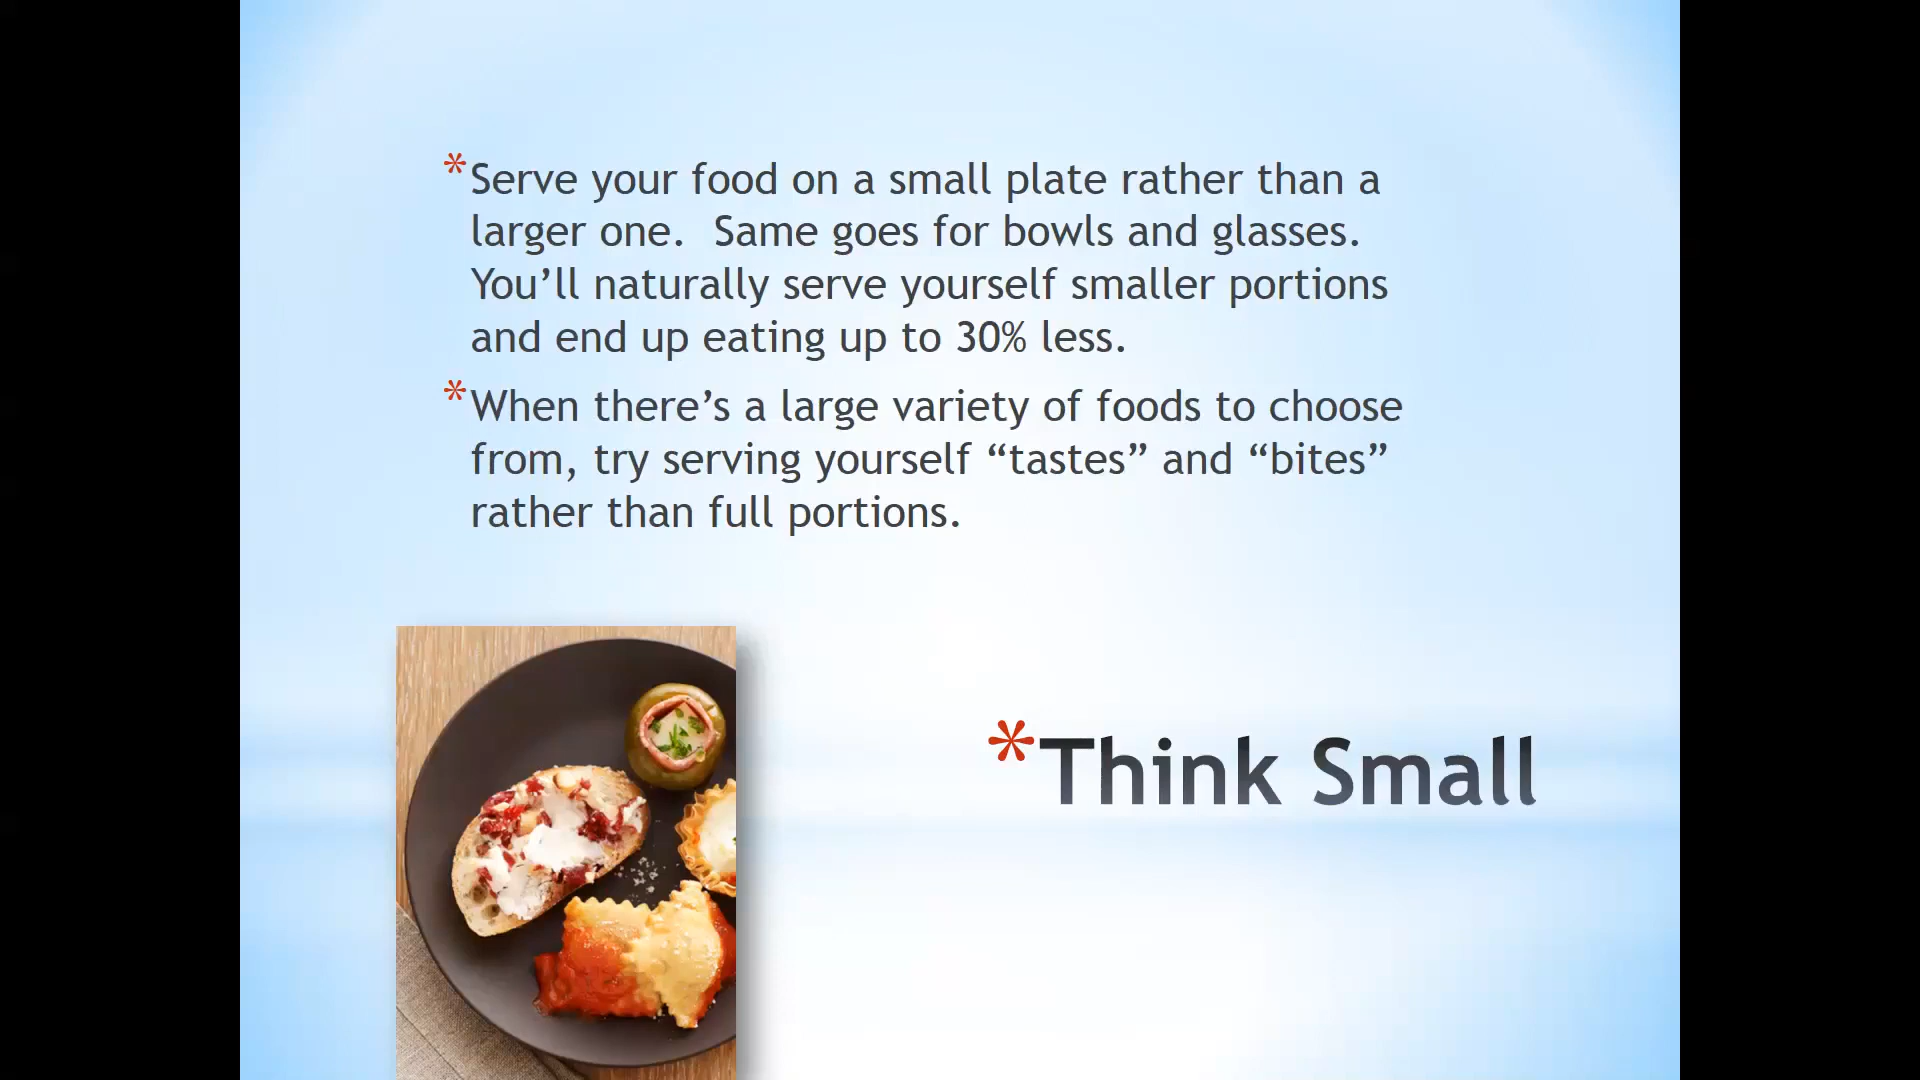 * Serve your food on a small plate rather than a
larger one.  Same goes for bowls and glasses.
You’ll naturally serve yourself smaller portions
and end up eating up to 30% less.
* When there’s a large variety of foods to choose
from, try serving yourself “tastes” and “bites”
rather than full portions.
* Think Small